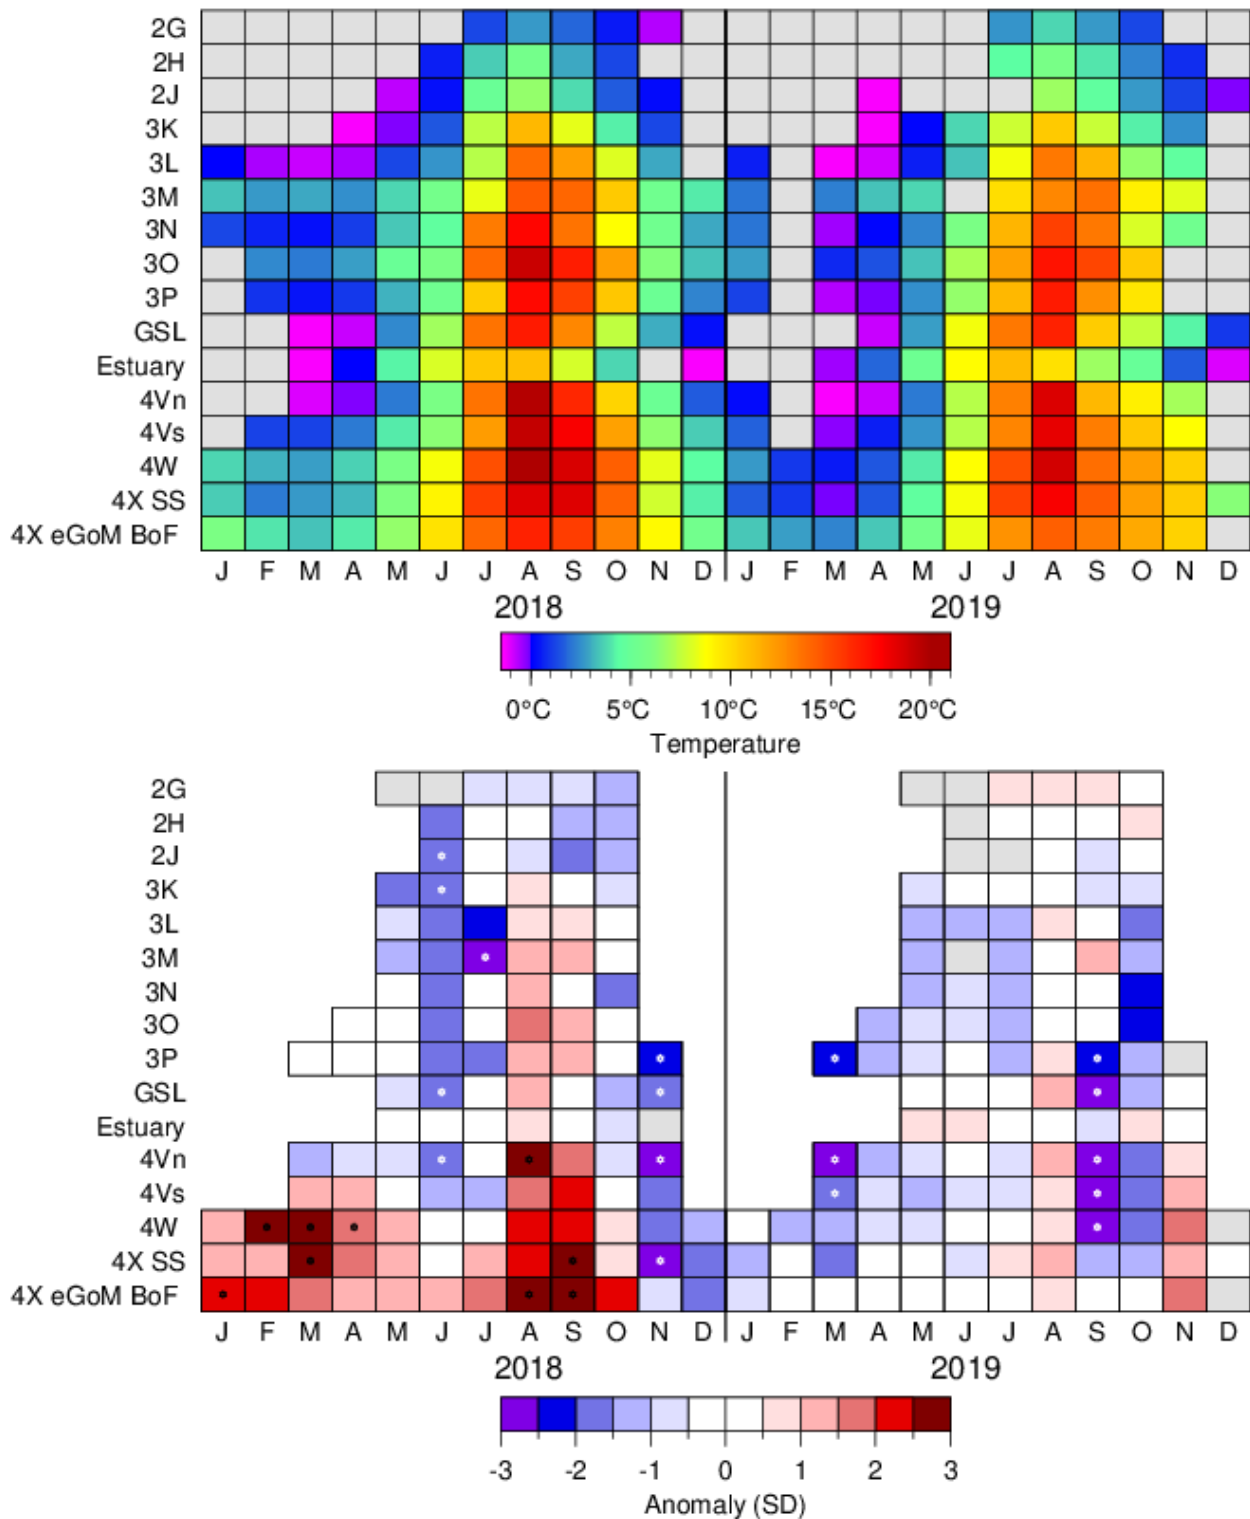 2G
2H
2J
3K
3L
3M
3N
3O
3P
GSL
Estuary
4Vn
4Vs
4W
4X SS
4X eGoM BoF
J F M A M J J A S O N D J F M A M J J A S O N D
2018 2019
0°C 5°C 10°C 15°C 20°C
Temperature
2G
2H
2J
3K
3L
3M
3N
3O
3P
GSL
Estuary
4Vn
4Vs
4W
4X SS
4X eGoM BoF
J F M A M J J A S O N D J F M A M J J A S O N D
2018 2019
-3 -2 -1 0 1 2 3
Anomaly (SD)